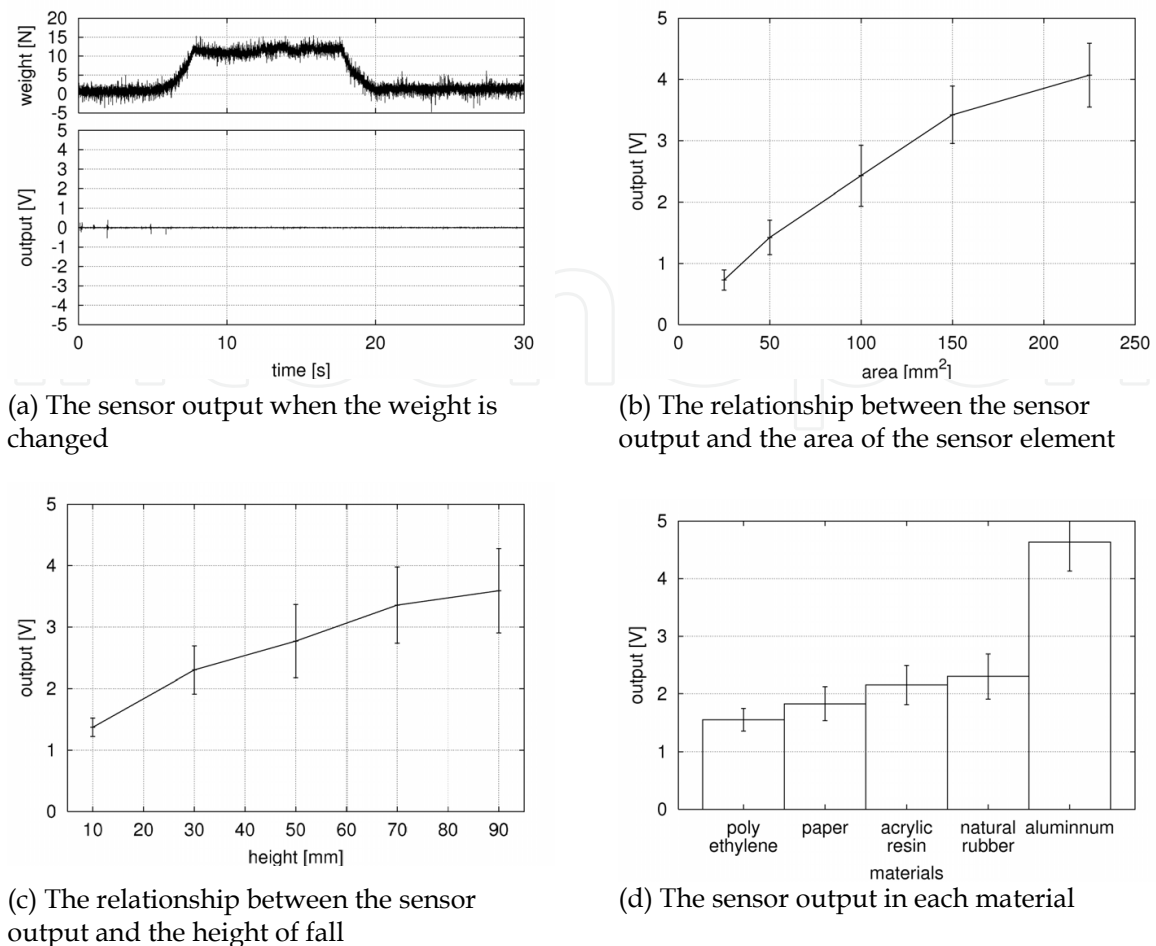 20
15
10
5
0
-5
weight [N]
5
4
3
2
1
0
-1
-2
-3
-4
-5
output [V]
0 10 20 30
time [s]
(a) The sensor output when the weight is
changed
5
4
3
2
1
0
output [V]
0 50 100 150 200 250
area [mm²]
(b) The relationship between the sensor
output and the area of the sensor element
5
4
3
2
1
0
output [V]
10 20 30 40 50 60 70 80 90
height [mm]
(c) The relationship between the sensor
output and the height of fall
5
4
3
2
1
0
output [V]
poly paper acrylic natural aluminnum
ethylene resin rubber
materials
(d) The sensor output in each material